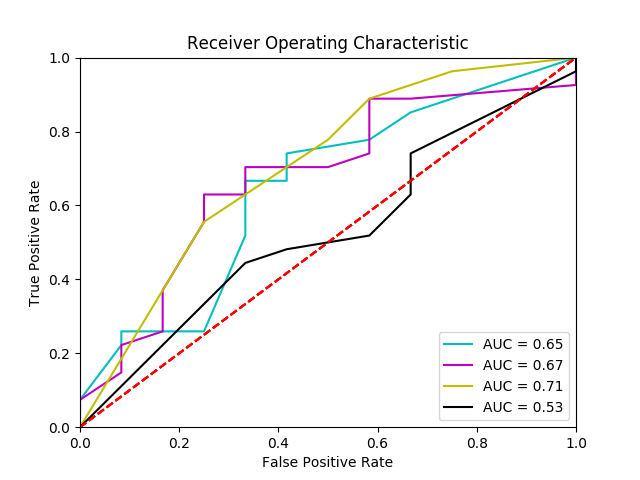 Receiver Operating Characteristic
1.0
0.8
0.6
0.4
0.2
0.0
True Positive Rate
AUC = 0.65
AUC = 0.67
AUC = 0.71
AUC = 0.53
0.0 0.2 0.4 0.6 0.8 1.0
False Positive Rate